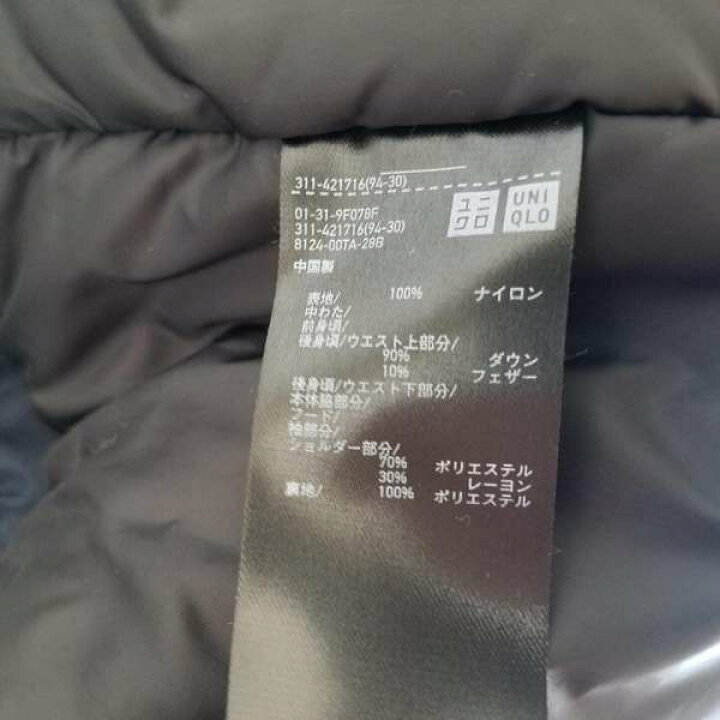 311-421716(94-30)
ユニ
クロ
UNI
QLO
01-31-9F078F
311-421716(94-30)
8124-00TA-28B
中国製
表地/ 100% ナイロン
中わた/
前身頃/
後身頃/ウエスト上部分/
90% ダウン
10% フェザー
後身頃/ウエスト下部分/
本体脇部分/
フード/
袖部分/
ショルダー部分/
70% ポリエステル
30% レーヨン
裏地/ 100% ポリエステル